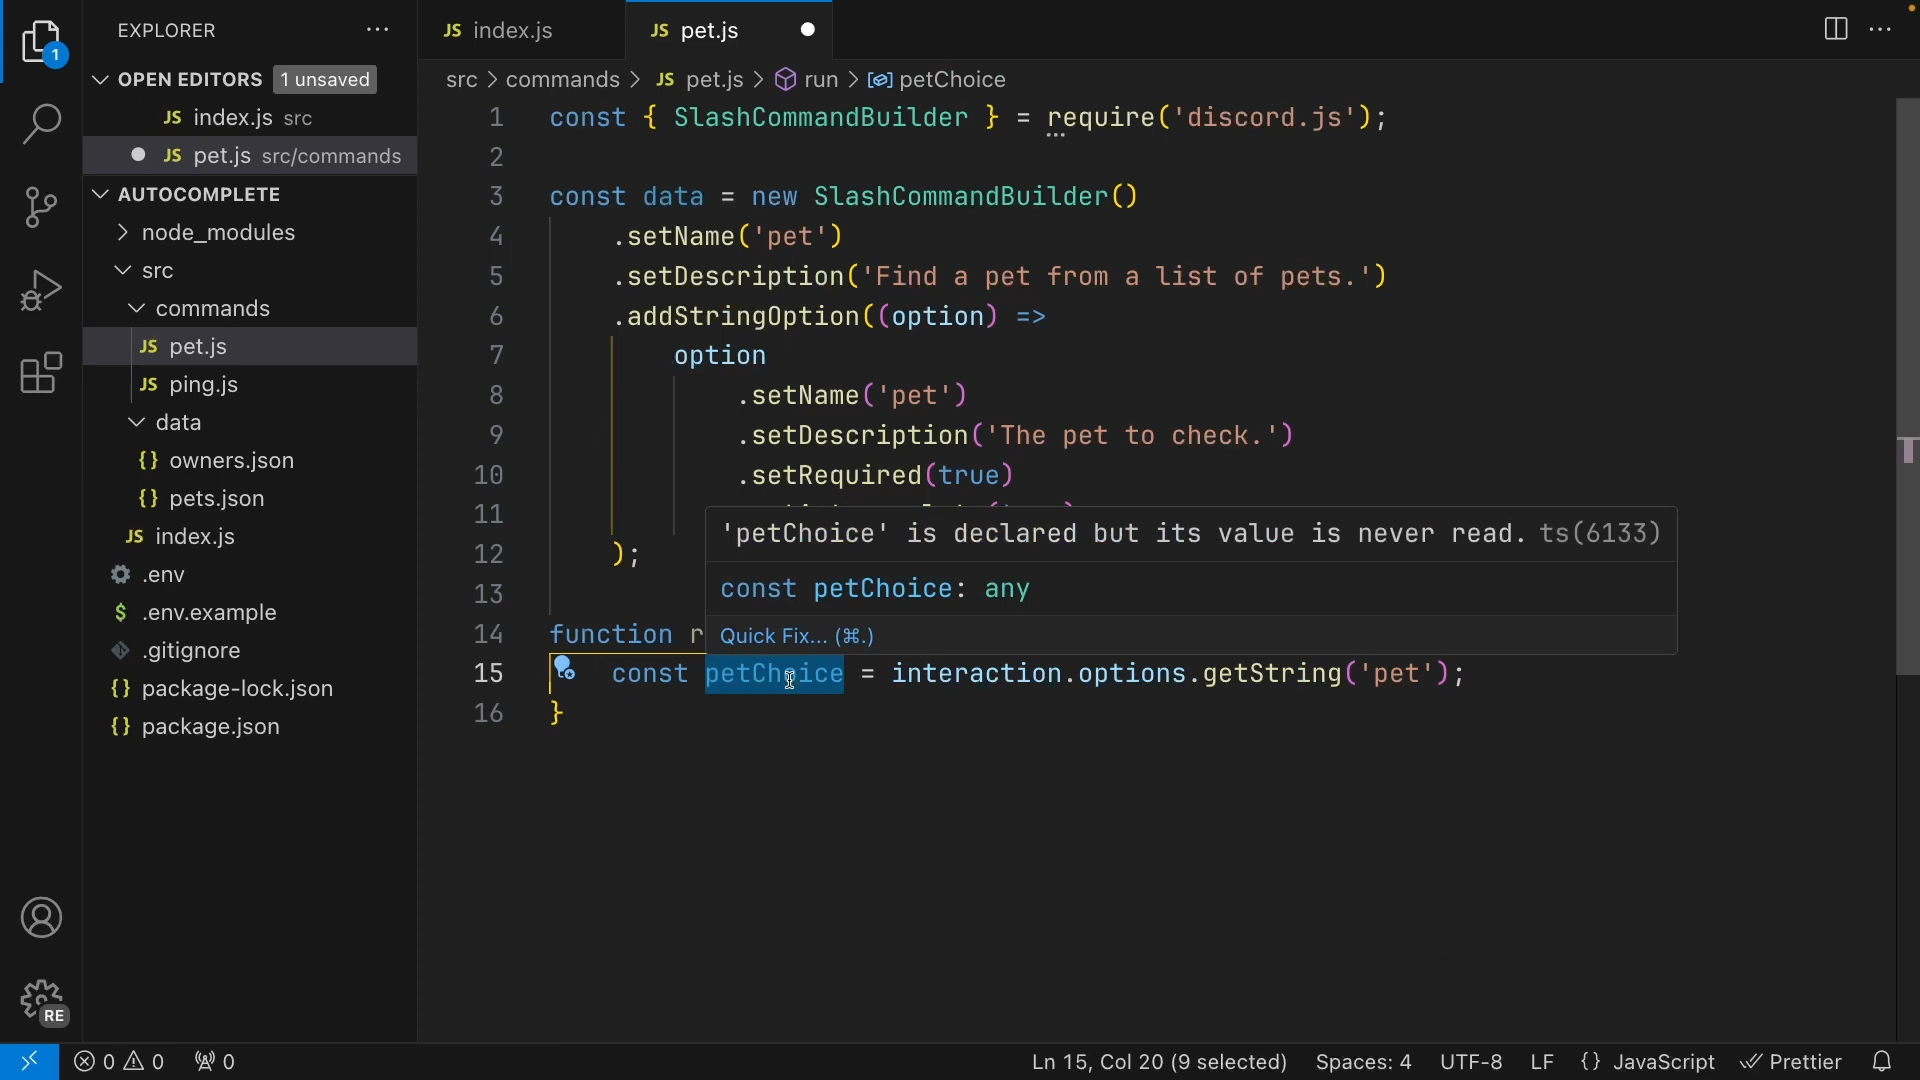 EXPLORER
OPEN EDITORS 1 unsaved
JS index.js src
JS pet.js src/commands
AUTOCOMPLETE
node_modules
src
commands
JS pet.js
JS ping.js
data
{} owners.json
{} pets.json
JS index.js
.env
$ .env.example
.gitignore
{} package-lock.json
{} package.json
1
RE
JS index.js
JS pet.js
src > commands > JS pet.js > run > petChoice
1 const { SlashCommandBuilder } = require('discord.js');
2
3 const data = new SlashCommandBuilder()
4 .setName('pet')
5 .setDescription('Find a pet from a list of pets.')
6 .addStringOption((option) =>
7 option
8 .setName('pet')
9 .setDescription('The pet to check.')
10 .setRequired(true)
11
'petChoice' is declared but its value is never read. ts(6133)
12 );
const petChoice: any
13
14 function r
Quick Fix... (⌘.)
15 const petChoice = interaction.options.getString('pet');
16 }
0 0 0
Ln 15, Col 20 (9 selected) Spaces: 4 UTF-8 LF {} JavaScript Prettier